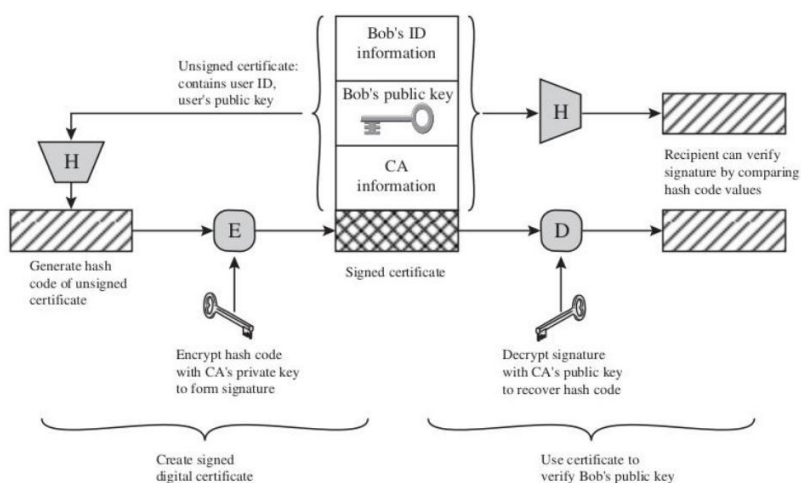 Bob's ID
information
Unsigned certificate:
contains user ID,
user's public key
Bob's public key
H
H
CA
information
Recipient can verify
signature by comparing
hash code values
E
D
Generate hash
code of unsigned
certificate
Signed certificate
Encrypt hash code
with CA's private key
to form signature
Decrypt signature
with CA's public key
to recover hash code
Create signed
digital certificate
Use certificate to
verify Bob's public key